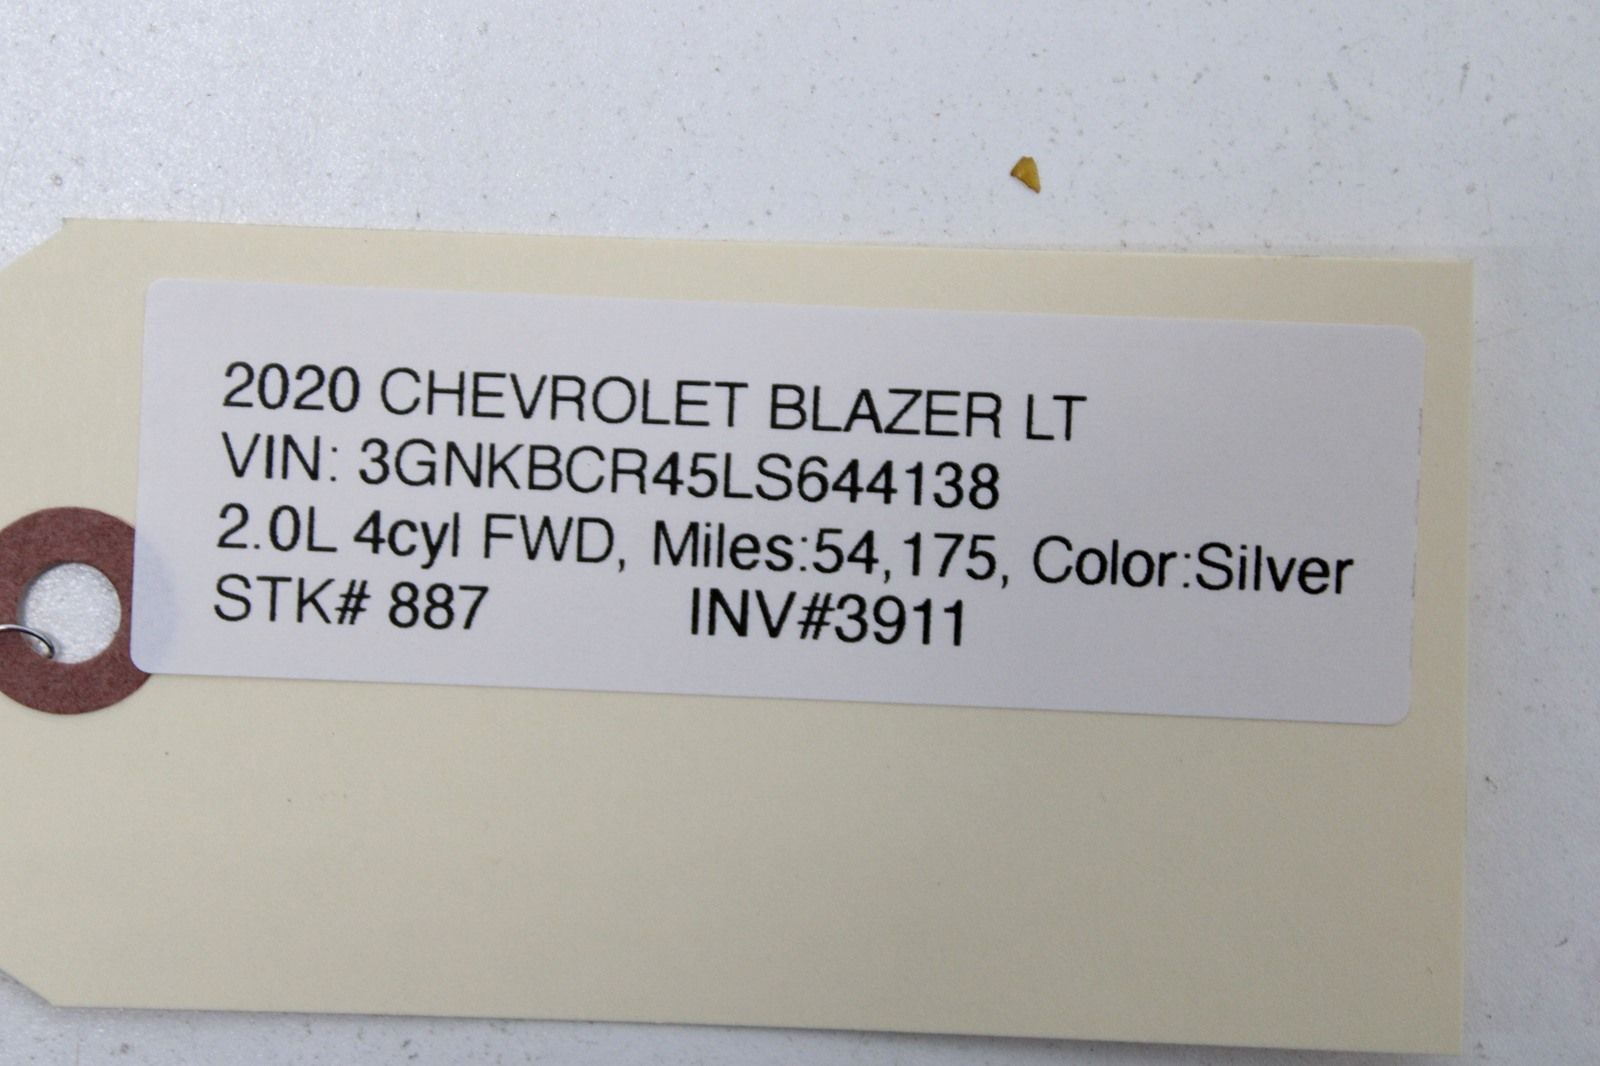 2020 CHEVROLET BLAZER LT
VIN: 3GNKBCR45LS644138
2.0L 4cyl FWD, Miles:54,175, Color:Silver
STK# 887 INV#3911